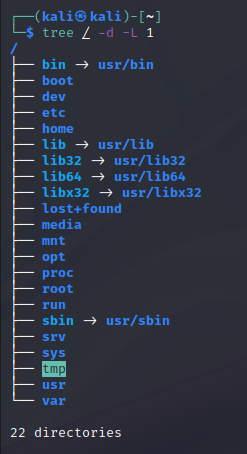 ┌──(kali㉿kali)-[~]
└─$ tree / -d -L 1
/
├── bin -> usr/bin
├── boot
├── dev
├── etc
├── home
├── lib -> usr/lib
├── lib32 -> usr/lib32
├── lib64 -> usr/lib64
├── libx32 -> usr/libx32
├── lost+found
├── media
├── mnt
├── opt
├── proc
├── root
├── run
├── sbin -> usr/sbin
├── srv
├── sys
├── tmp
├── usr
└── var

22 directories